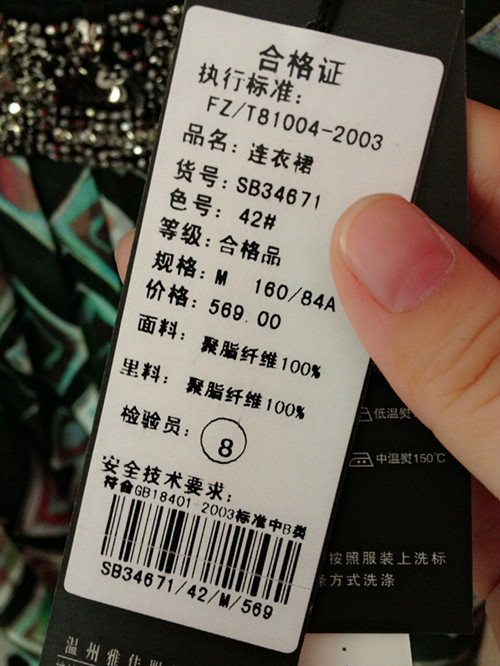 合格证
执行标准:
FZ/T81004-2003
品名: 连衣裙
货号: SB34671
色号: 42#
等级: 合格品
规格: M 160/84A
价格: 569.00
面料: 聚脂纤维100%
里料: 聚脂纤维100%
检验员: 8
安全技术要求:
符合GB18401-2003标准中B类
SB34671/42/M/569
低温熨
中温熨150℃
按照服装上洗标
条方式洗涤
温州雅佳服